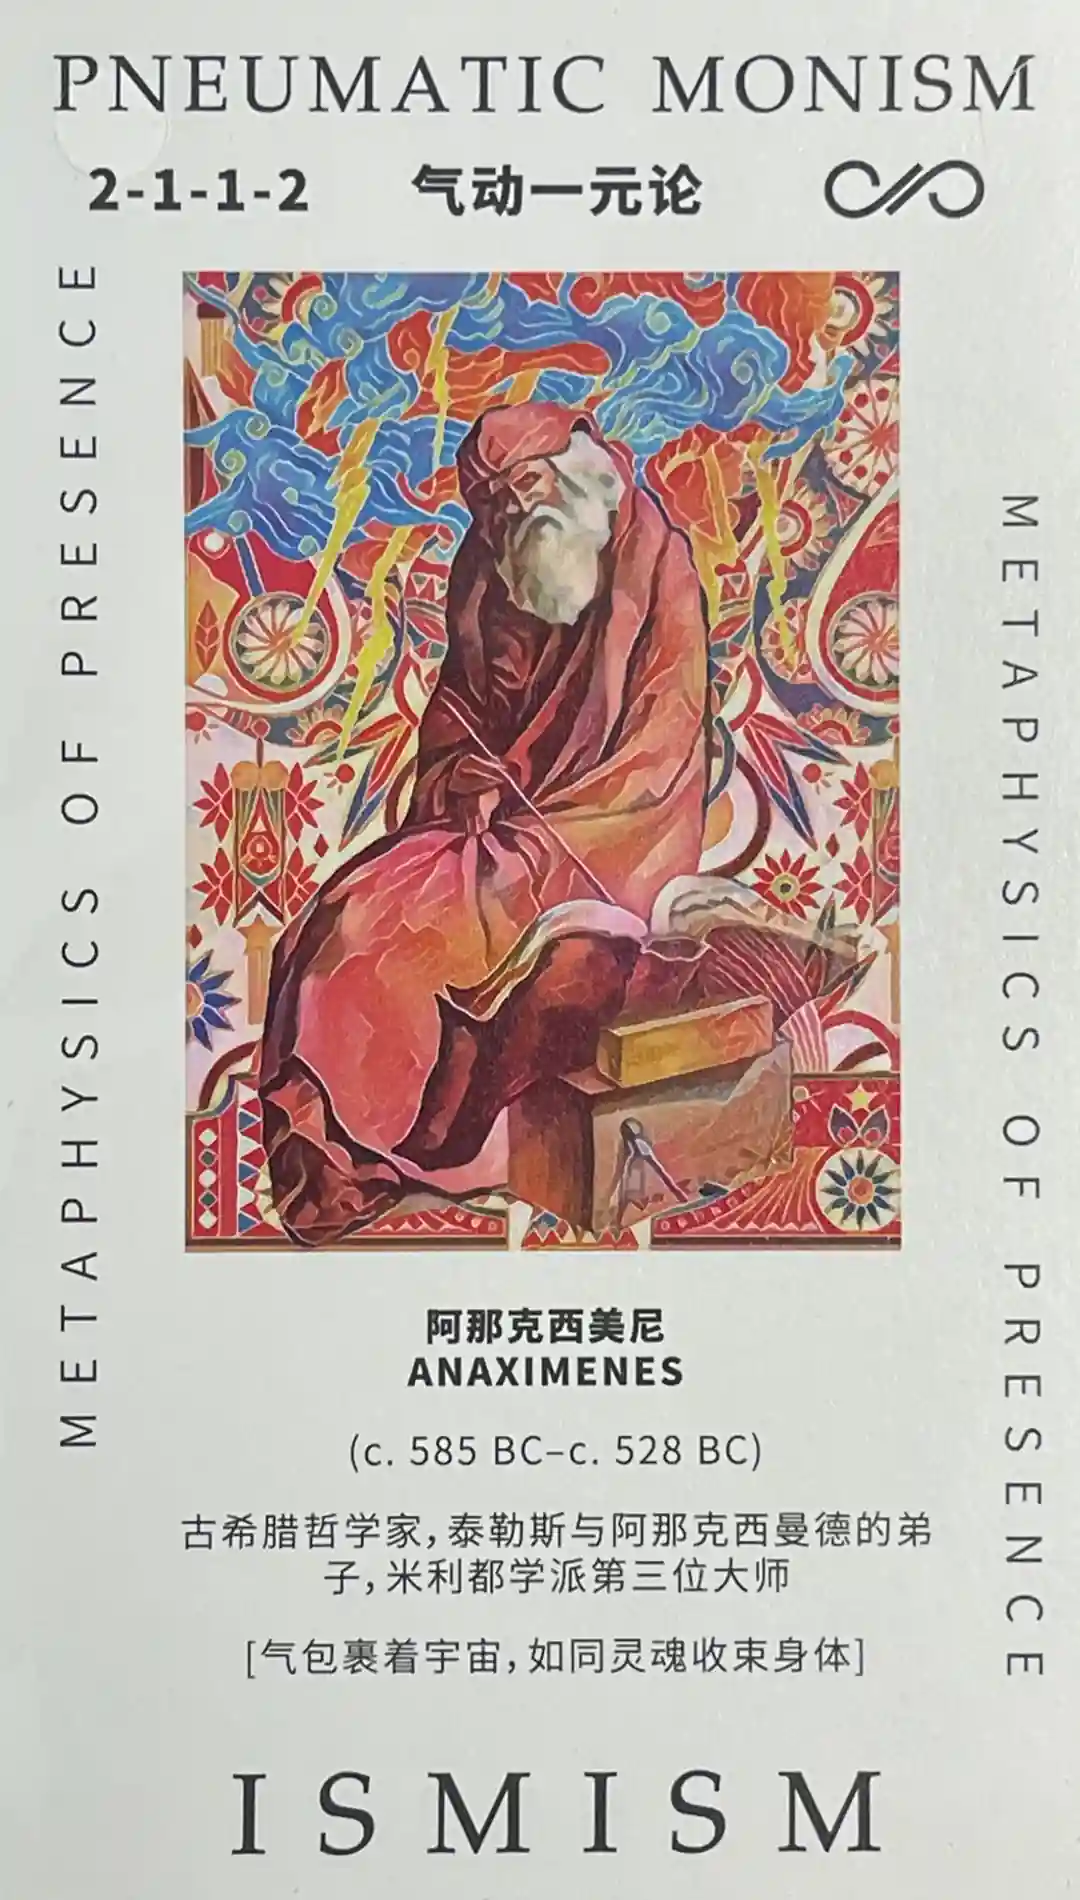 PNEUMATIC MONISM
2-1-1-2 气动一元论
METAPHYSICS OF PRESENCE
METAPHYSICS OF PRESENCE
阿那克西美尼
ANAXIMENES
(c. 585 BC–c. 528 BC)
古希腊哲学家,泰勒斯与阿那克西曼德的弟
子,米利都学派第三位大师
[气包裹着宇宙,如同灵魂收束身体]
ISMISM